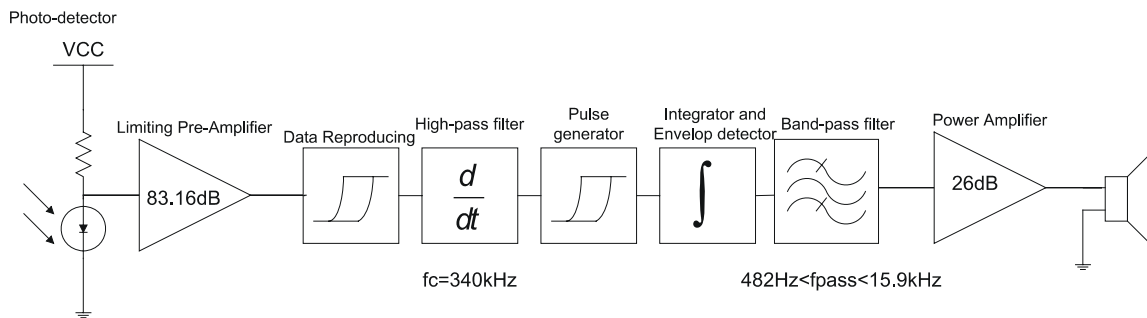 Photo-detector
VCC
Limiting Pre-Amplifier
83.16dB
Data Reproducing
High-pass filter
d
dt
fc=340kHz
Pulse
generator
Integrator and
Envelop detector
∫
Band-pass filter
482Hz<fpass<15.9kHz
Power Amplifier
26dB